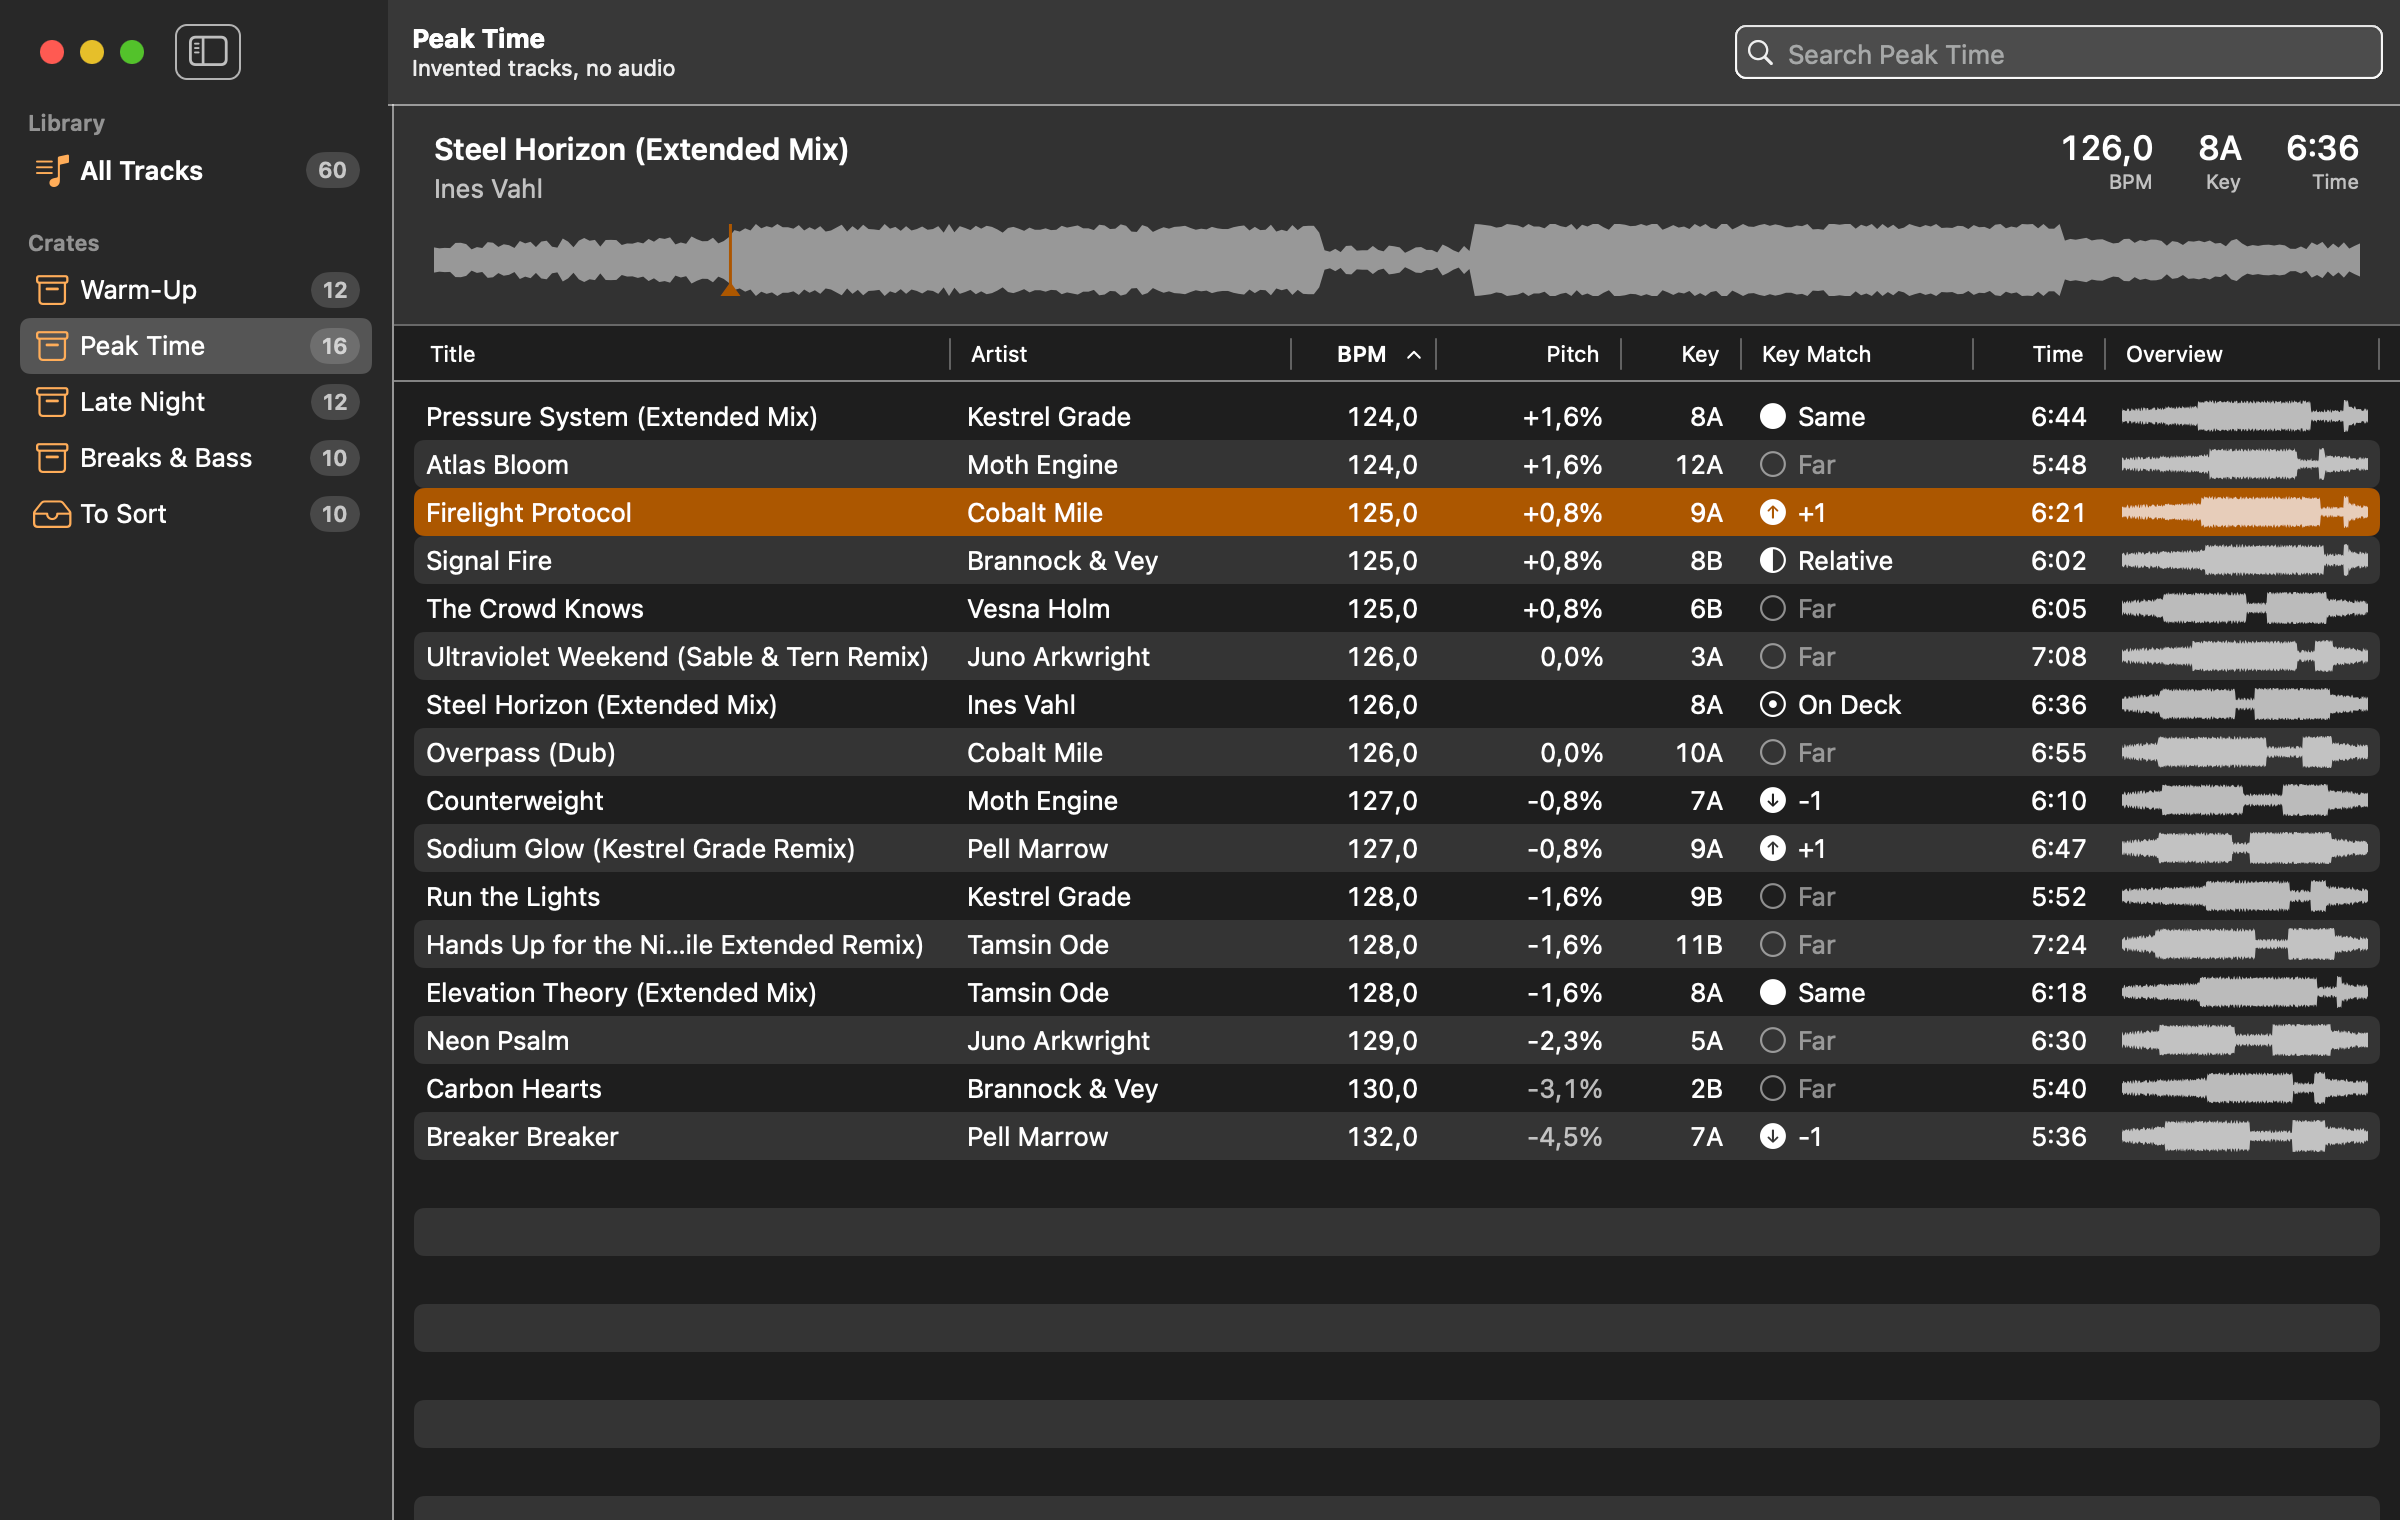 Peak Time
Invented tracks, no audio
Search Peak Time
Library
All Tracks 60
Crates
Warm-Up 12
Peak Time 16
Late Night 12
Breaks & Bass 10
To Sort 10
Steel Horizon (Extended Mix)
Ines Vahl
126,0 8A 6:36
BPM Key Time
Title Artist BPM Pitch Key Key Match Time Overview
Pressure System (Extended Mix) Kestrel Grade 124,0 +1,6% 8A Same 6:44
Atlas Bloom Moth Engine 124,0 +1,6% 12A Far 5:48
Firelight Protocol Cobalt Mile 125,0 +0,8% 9A +1 6:21
Signal Fire Brannock & Vey 125,0 +0,8% 8B Relative 6:02
The Crowd Knows Vesna Holm 125,0 +0,8% 6B Far 6:05
Ultraviolet Weekend (Sable & Tern Remix) Juno Arkwright 126,0 0,0% 3A Far 7:08
Steel Horizon (Extended Mix) Ines Vahl 126,0 8A On Deck 6:36
Overpass (Dub) Cobalt Mile 126,0 0,0% 10A Far 6:55
Counterweight Moth Engine 127,0 -0,8% 7A -1 6:10
Sodium Glow (Kestrel Grade Remix) Pell Marrow 127,0 -0,8% 9A +1 6:47
Run the Lights Kestrel Grade 128,0 -1,6% 9B Far 5:52
Hands Up for the Ni...ile Extended Remix) Tamsin Ode 128,0 -1,6% 11B Far 7:24
Elevation Theory (Extended Mix) Tamsin Ode 128,0 -1,6% 8A Same 6:18
Neon Psalm Juno Arkwright 129,0 -2,3% 5A Far 6:30
Carbon Hearts Brannock & Vey 130,0 -3,1% 2B Far 5:40
Breaker Breaker Pell Marrow 132,0 -4,5% 7A -1 5:36